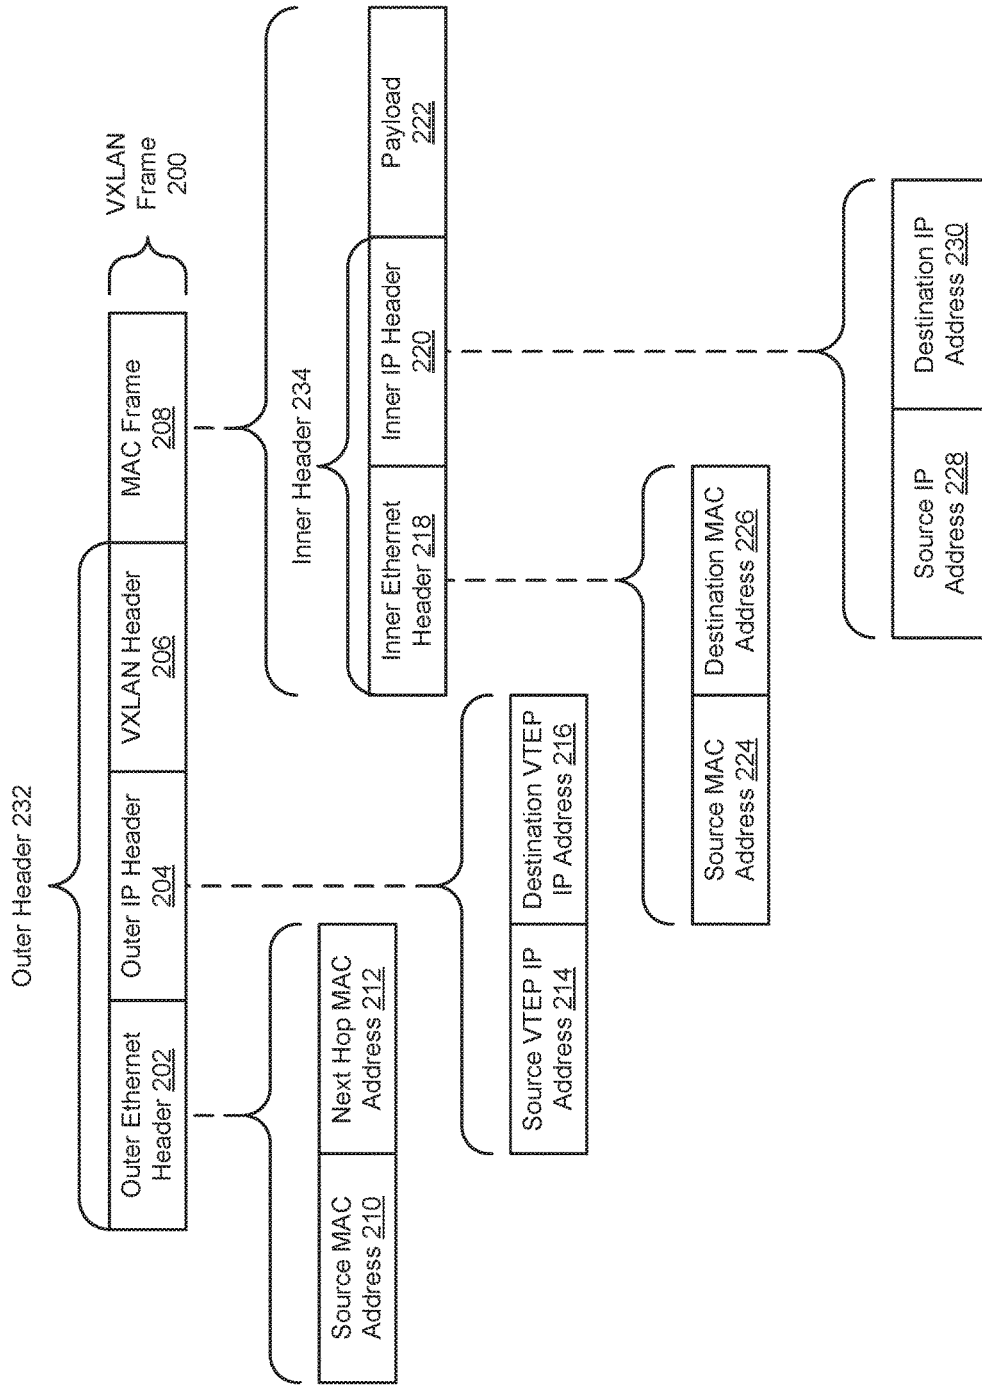 Outer Header 232
Outer Ethernet
Header 202
Outer IP Header
204
VXLAN Header
206
MAC Frame
208
VXLAN
Frame
200
Source MAC
Address 210
Next Hop MAC
Address 212
Inner Header 234
Inner Ethernet
Header 218
Inner IP Header
220
Payload
222
Source VTEP IP
Address 214
Destination VTEP
IP Address 216
Source MAC
Address 224
Destination MAC
Address 226
Source IP
Address 228
Destination IP
Address 230